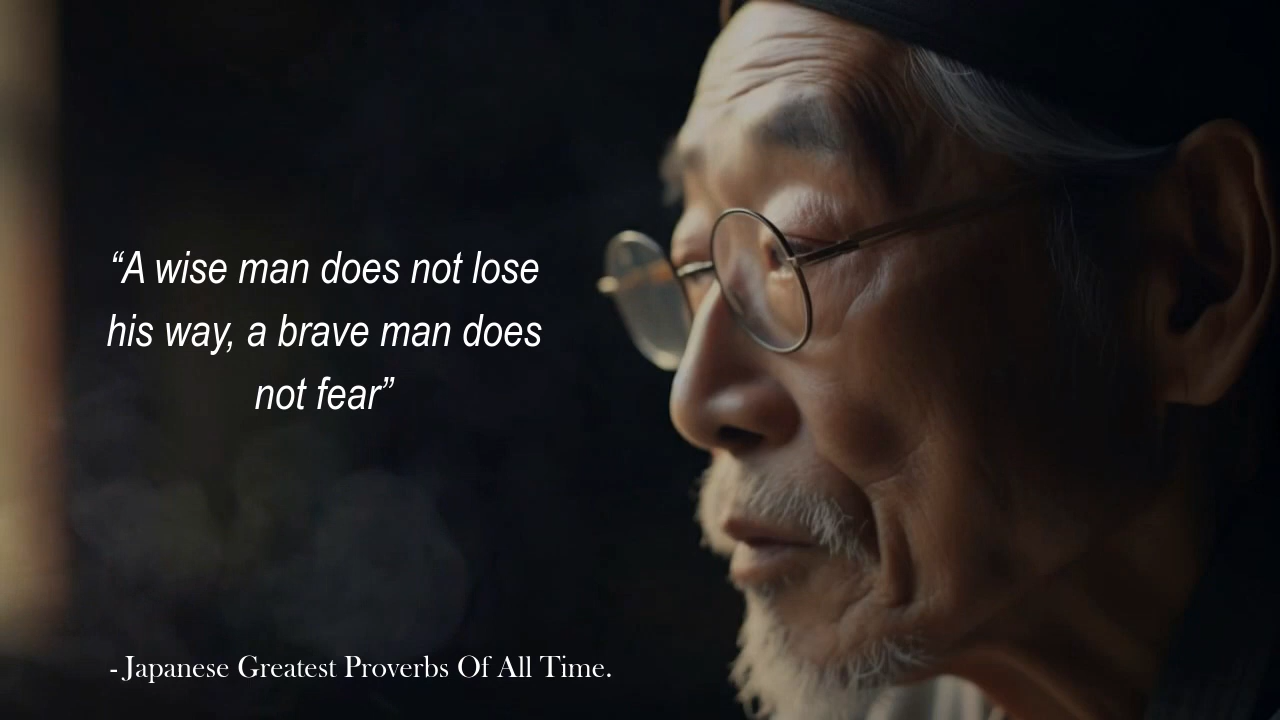 “A wise man does not lose
his way, a brave man does
not fear”
- Japanese Greatest Proverbs Of All Time.